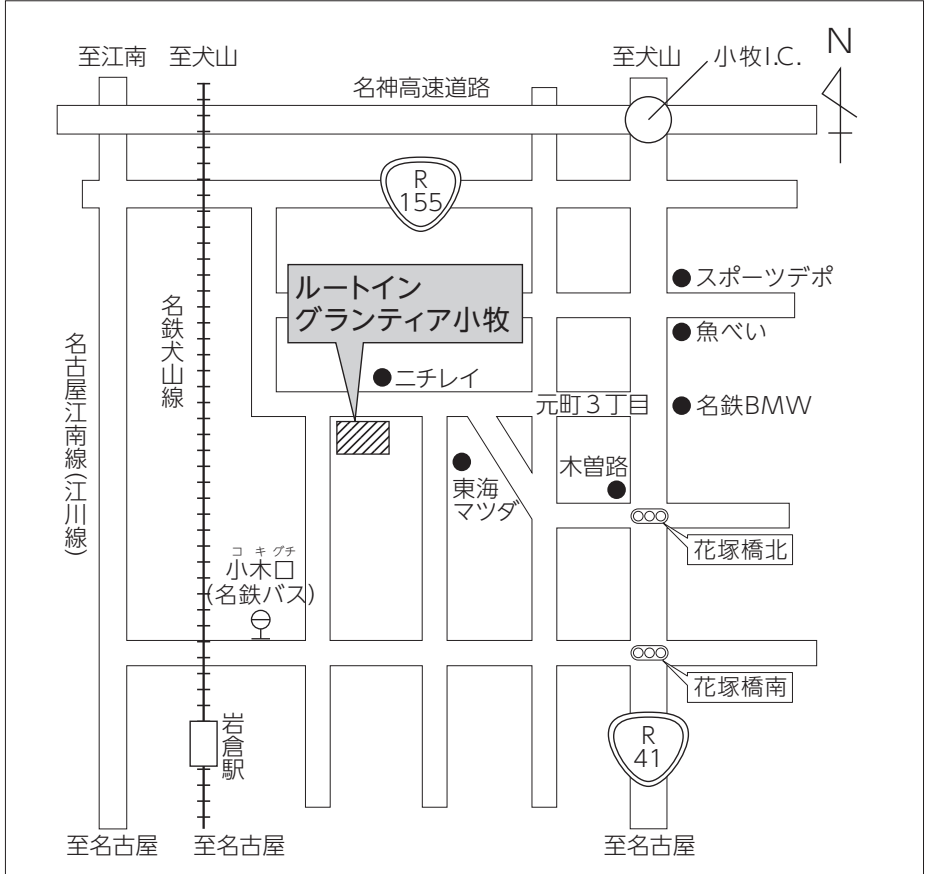 至江南
至犬山
至犬山
小牧I.C.
N
名神高速道路
R
155
スポーツデポ
ルートイン
グランティア小牧
魚べい
名鉄犬山線
名古屋江南線(江川線)
ニチレイ
元町3丁目
名鉄BMW
木曽路
東海
マツダ
花塚橋北
コキグチ
小木口
(名鉄バス)
花塚橋南
岩倉駅
R
41
至名古屋
至名古屋
至名古屋